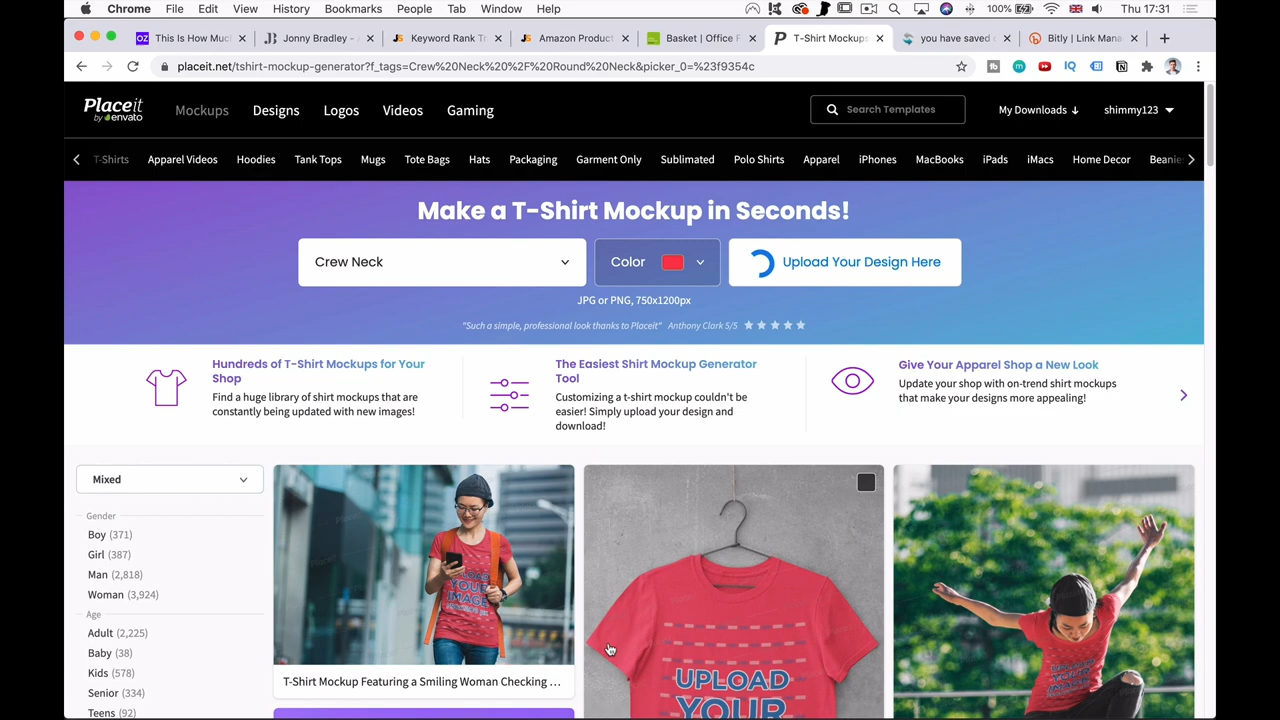 Chrome File Edit View History Bookmarks People Tab Window Help 100% Thu 17:31
This Is How Muc Jonny Bradley - Keyword Rank Tr Amazon Product Basket | Office F T-Shirt Mockups you have saved Bitly | Link Mana
placeit.net/tshirt-mockup-generator?f_tags=Crew%20Neck%20%2F%20Round%20Neck&picker_0=%23f9354c
Placeit by envato Mockups Designs Logos Videos Gaming Search Templates My Downloads shimmy123
T-Shirts Apparel Videos Hoodies Tank Tops Mugs Tote Bags Hats Packaging Garment Only Sublimated Polo Shirts Apparel iPhones MacBooks iPads iMacs Home Decor Beanie
Make a T-Shirt Mockup in Seconds!
Crew Neck Color Upload Your Design Here
JPG or PNG, 750x1200px
"Such a simple, professional look thanks to Placeit" Anthony Clark 5/5
Hundreds of T-Shirt Mockups for Your
Shop
Find a huge library of shirt mockups that are
constantly being updated with new images!
The Easiest Shirt Mockup Generator
Tool
Customizing a t-shirt mockup couldn't be
easier! Simply upload your design and
download!
Give Your Apparel Shop a New Look
Update your shop with on-trend shirt mockups
that make your designs more appealing!
Mixed
Gender
Boy (371)
Girl (387)
Man (2,818)
Woman (3,924)
Age
Adult (2,225)
Baby (38)
Kids (578)
Senior (334)
Teens (92)
UPLOAD
YOUR
IMAGE
T-Shirt Mockup Featuring a Smiling Woman Checking ...
UPLOAD
YOUR
UPLOAD
YOUR
IMAGE